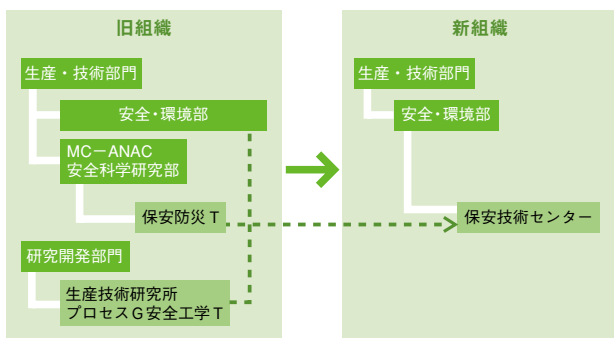 旧組織
生産・技術部門
安全・環境部
MC－ANAC
安全科学研究部
保安防災T
研究開発部門
生産技術研究所
プロセスG安全工学T
新組織
生産・技術部門
安全・環境部
保安技術センター